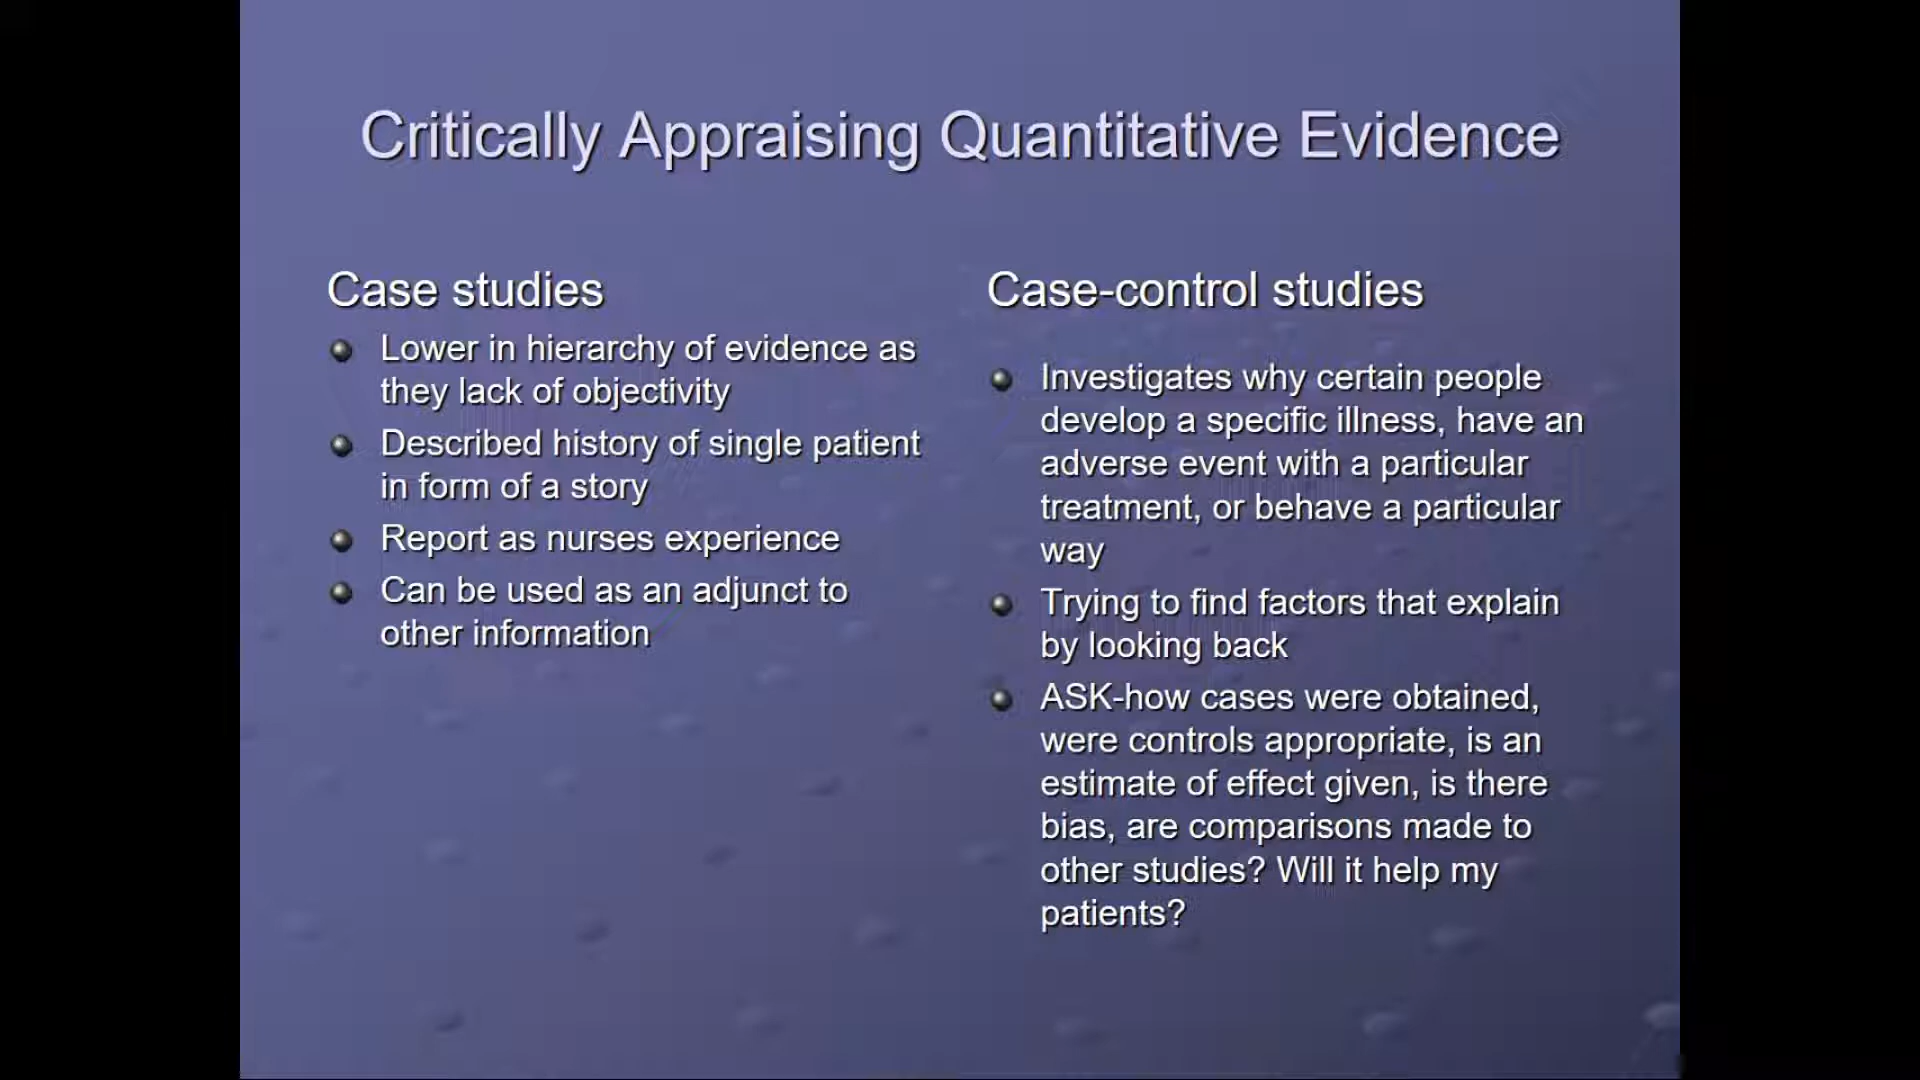 Critically Appraising Quantitative Evidence
Case studies
Lower in hierarchy of evidence as
they lack of objectivity
Described history of single patient
in form of a story
Report as nurses experience
Can be used as an adjunct to
other information
Case-control studies
Investigates why certain people
develop a specific illness, have an
adverse event with a particular
treatment, or behave a particular
way
Trying to find factors that explain
by looking back
ASK-how cases were obtained,
were controls appropriate, is an
estimate of effect given, is there
bias, are comparisons made to
other studies? Will it help my
patients?